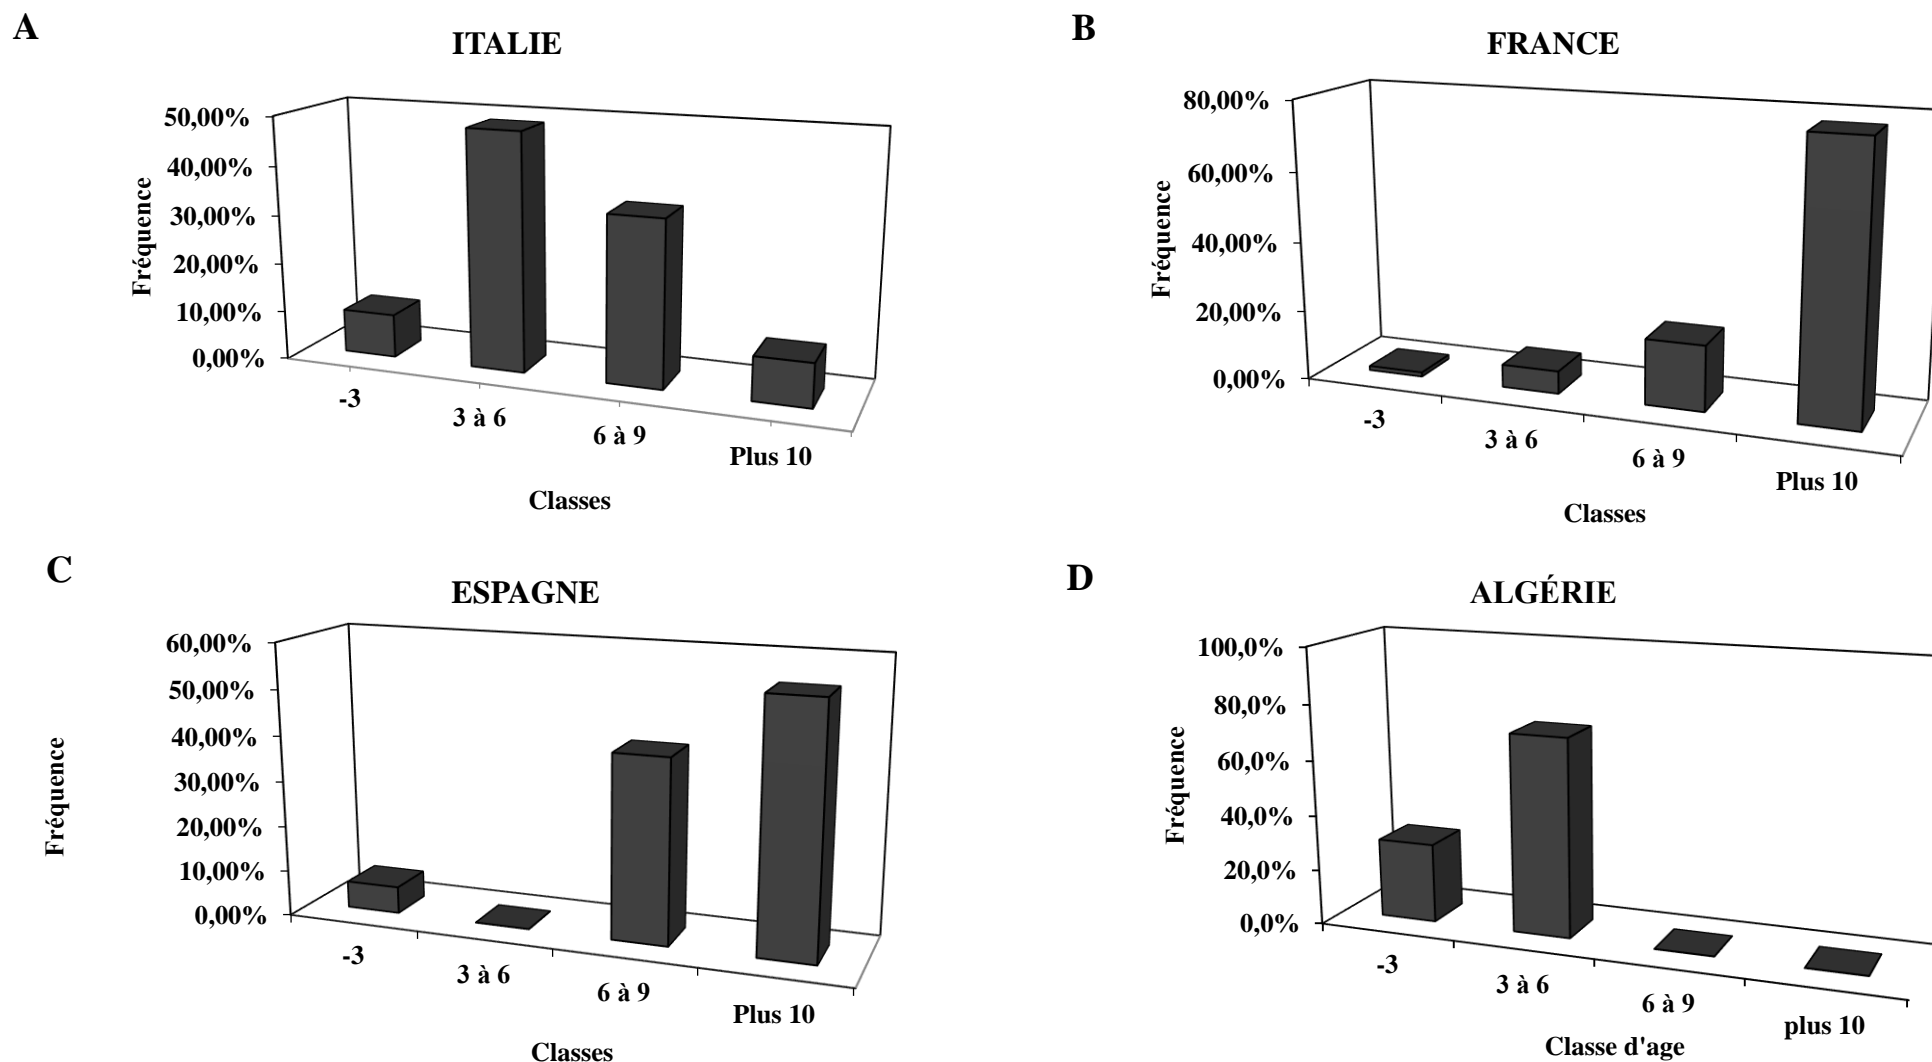 A
ITALIE
50,00%
40,00%
30,00%
20,00%
10,00%
0,00%
Fréquence
-3
3 à 6
6 à 9
Plus 10
Classes
B
FRANCE
80,00%
60,00%
40,00%
20,00%
0,00%
Fréquence
-3
3 à 6
6 à 9
Plus 10
Classes
C
ESPAGNE
60,00%
50,00%
40,00%
30,00%
20,00%
10,00%
0,00%
Fréquence
-3
3 à 6
6 à 9
Plus 10
Classes
D
ALGÉRIE
100,0%
80,0%
60,0%
40,0%
20,0%
0,0%
Fréquence
-3
3 à 6
6 à 9
plus 10
Classe d'age